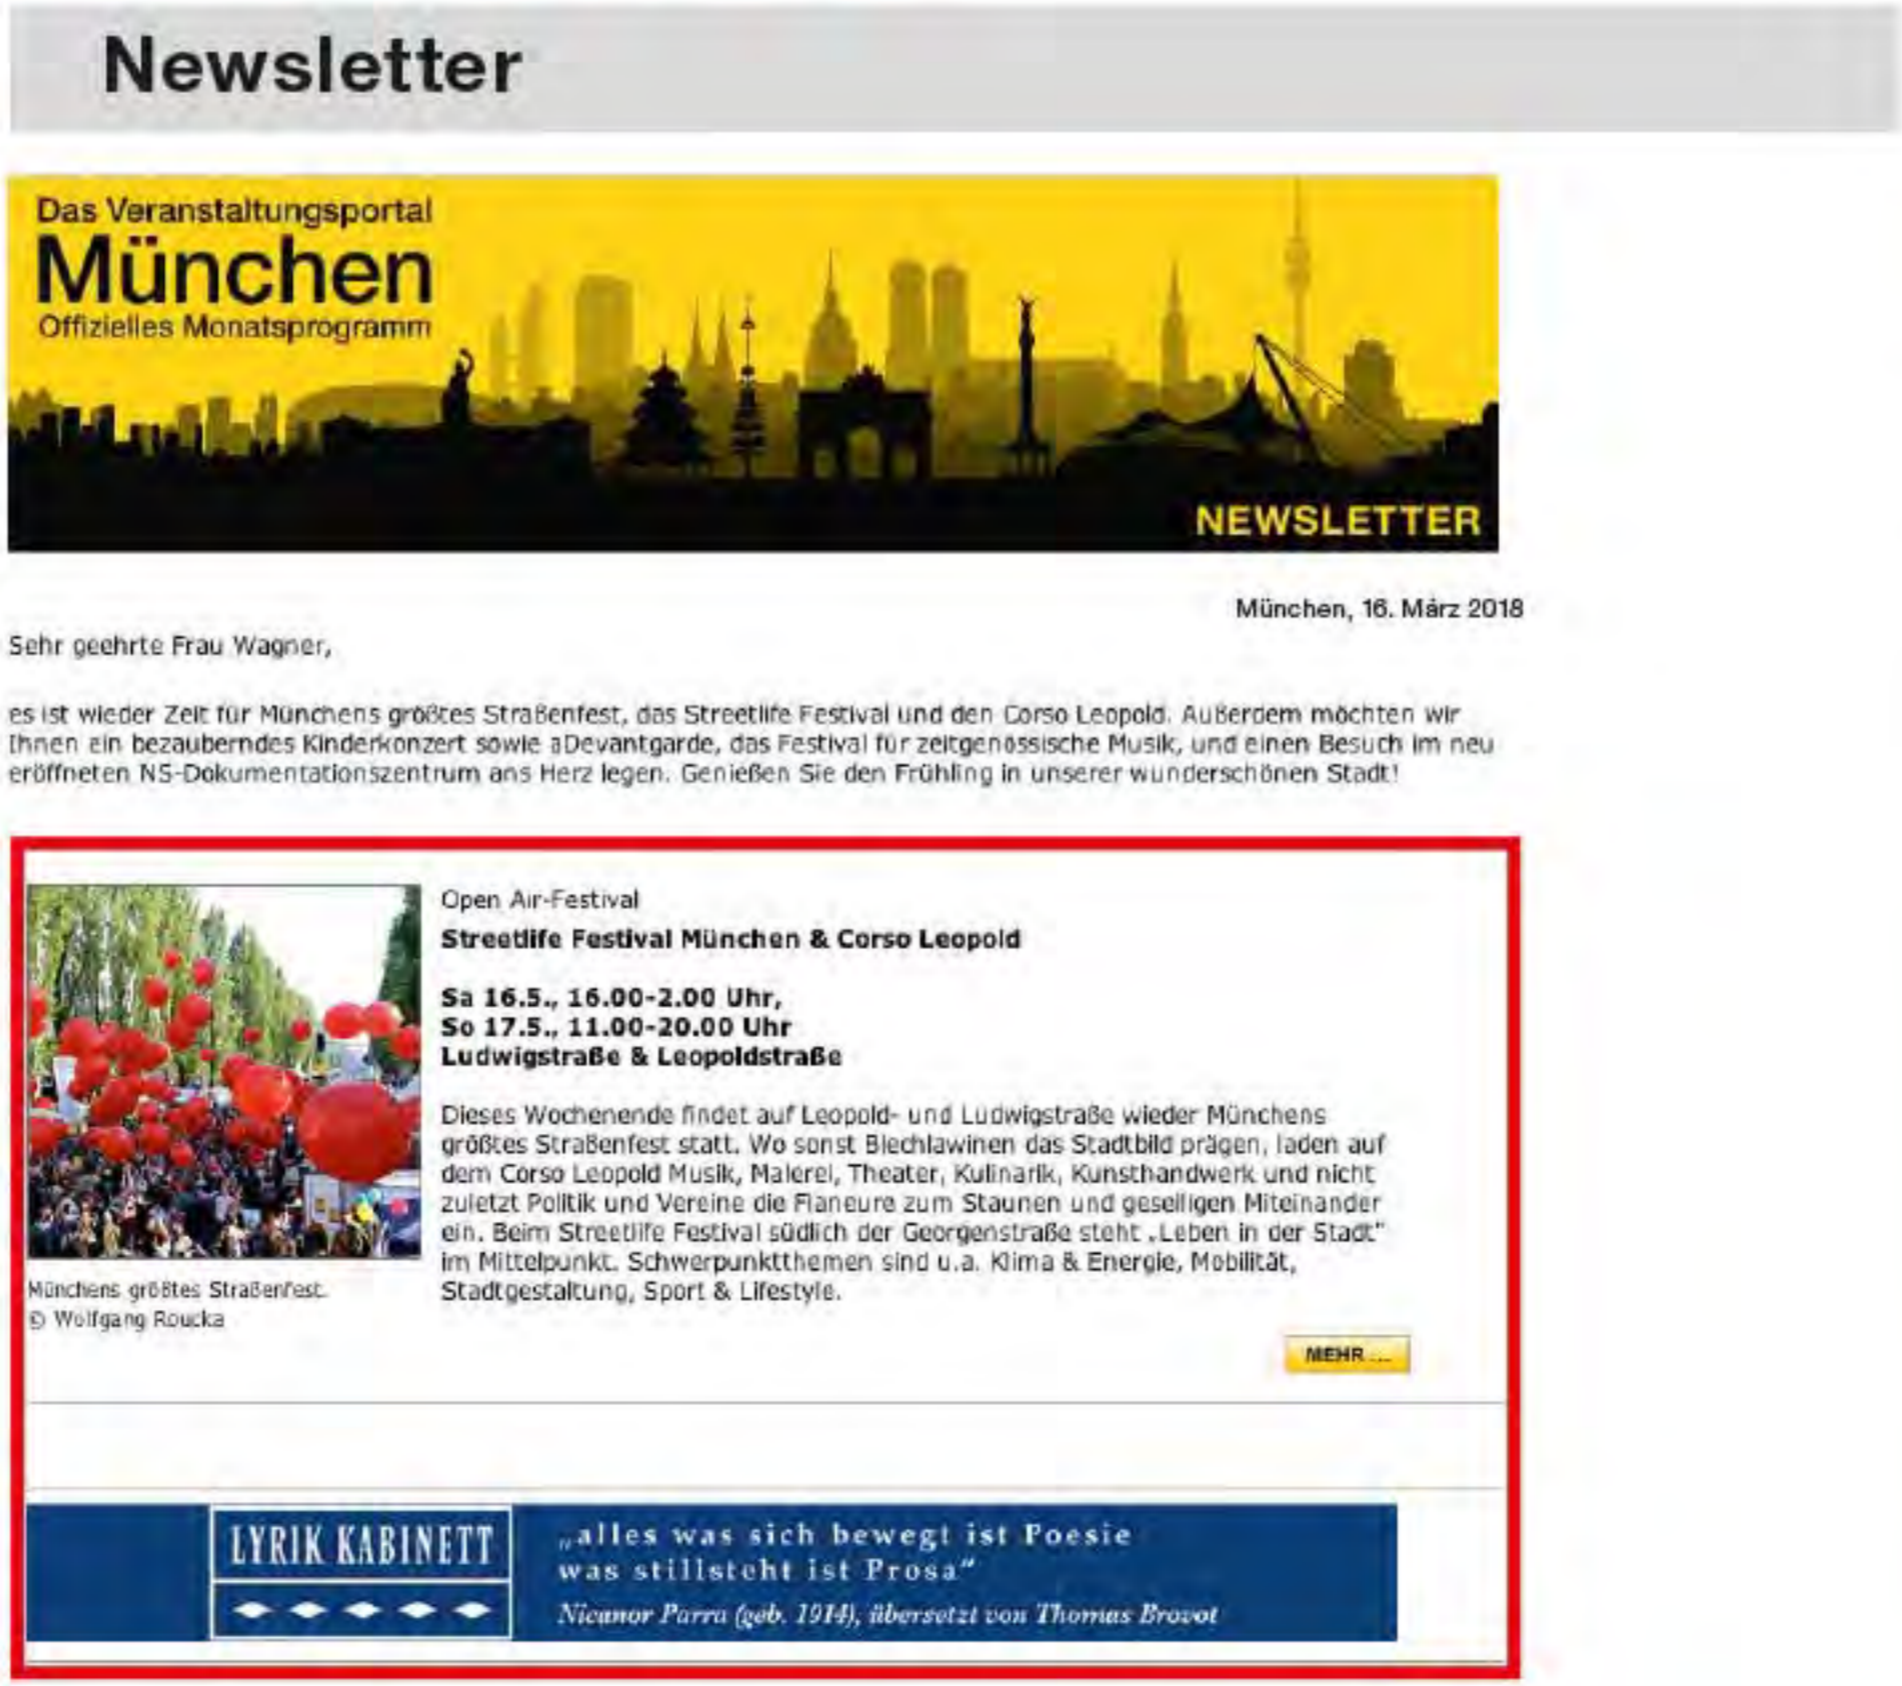 Newsletter
Das Veranstaltungsportal
München
Offizielles Monatsprogramm
NEWSLETTER
München, 16. März 2018
Sehr geehrte Frau Wagner,
es ist wieder Zeit für Münchens größtes Straßenfest, das Streetlife Festival und den Corso Leopold. Außerdem möchten wir
Ihnen ein bezauberndes Kinderkonzert sowie aDevantgarde, das Festival für zeitgenössische Musik, und einen Besuch im neu
eröffneten NS-Dokumentationszentrum ans Herz legen. Genießen Sie den Frühling in unserer wunderschönen Stadt!
Open Air-Festival
Streetlife Festival München & Corso Leopold
Sa 16.5., 16.00-2.00 Uhr,
So 17.5., 11.00-20.00 Uhr
Ludwigstraße & Leopoldstraße
Dieses Wochenende findet auf Leopold- und Ludwigstraße wieder Münchens
größtes Straßenfest statt. Wo sonst Blechlawinen das Stadtbild prägen, laden auf
dem Corso Leopold Musik, Malerei, Theater, Kulinarik, Kunsthandwerk und nicht
zuletzt Politik und Vereine die Flaneure zum Staunen und geselligen Miteinander
ein. Beim Streetlife Festival südlich der Georgenstraße steht „Leben in der Stadt"
im Mittelpunkt. Schwerpunktthemen sind u.a. Klima & Energie, Mobilität,
Stadtgestaltung, Sport & Lifestyle.
Münchens größtes Straßenfest.
© Wolfgang Roucka
MEHR ...
LYRIK KABINETT
„alles was sich bewegt ist Poesie
was stillsteht ist Prosa"
Nicanor Parra (geb. 1914), übersetzt von Thomas Brovot